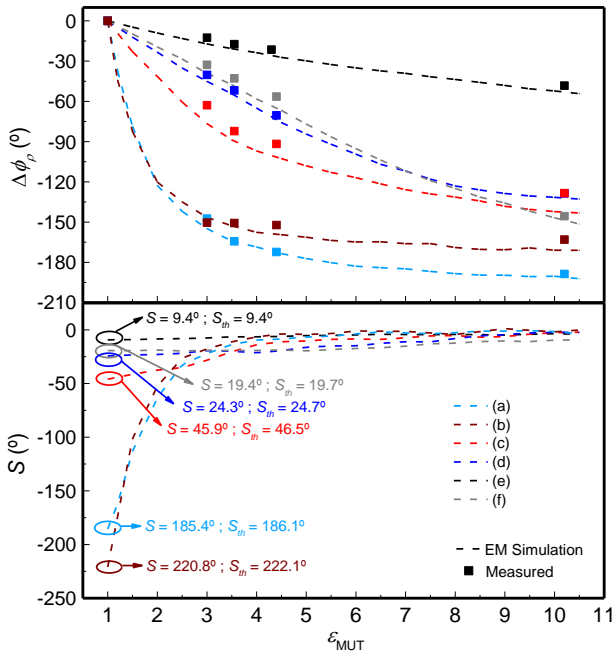 Δϕρ (º)
0
-30
-60
-90
-120
-150
-180
-210
S (º)
0
-50
-100
-150
-200
-250
S = 9.4º ; Sth = 9.4º
S = 19.4º ; Sth = 19.7º
S = 24.3º ; Sth = 24.7º
S = 45.9º ; Sth = 46.5º
S = 185.4º ; Sth = 186.1º
S = 220.8º ; Sth = 222.1º
(a)
(b)
(c)
(d)
(e)
(f)
EM Simulation
Measured
1 2 3 4 5 6 7 8 9 10 11
εMUT